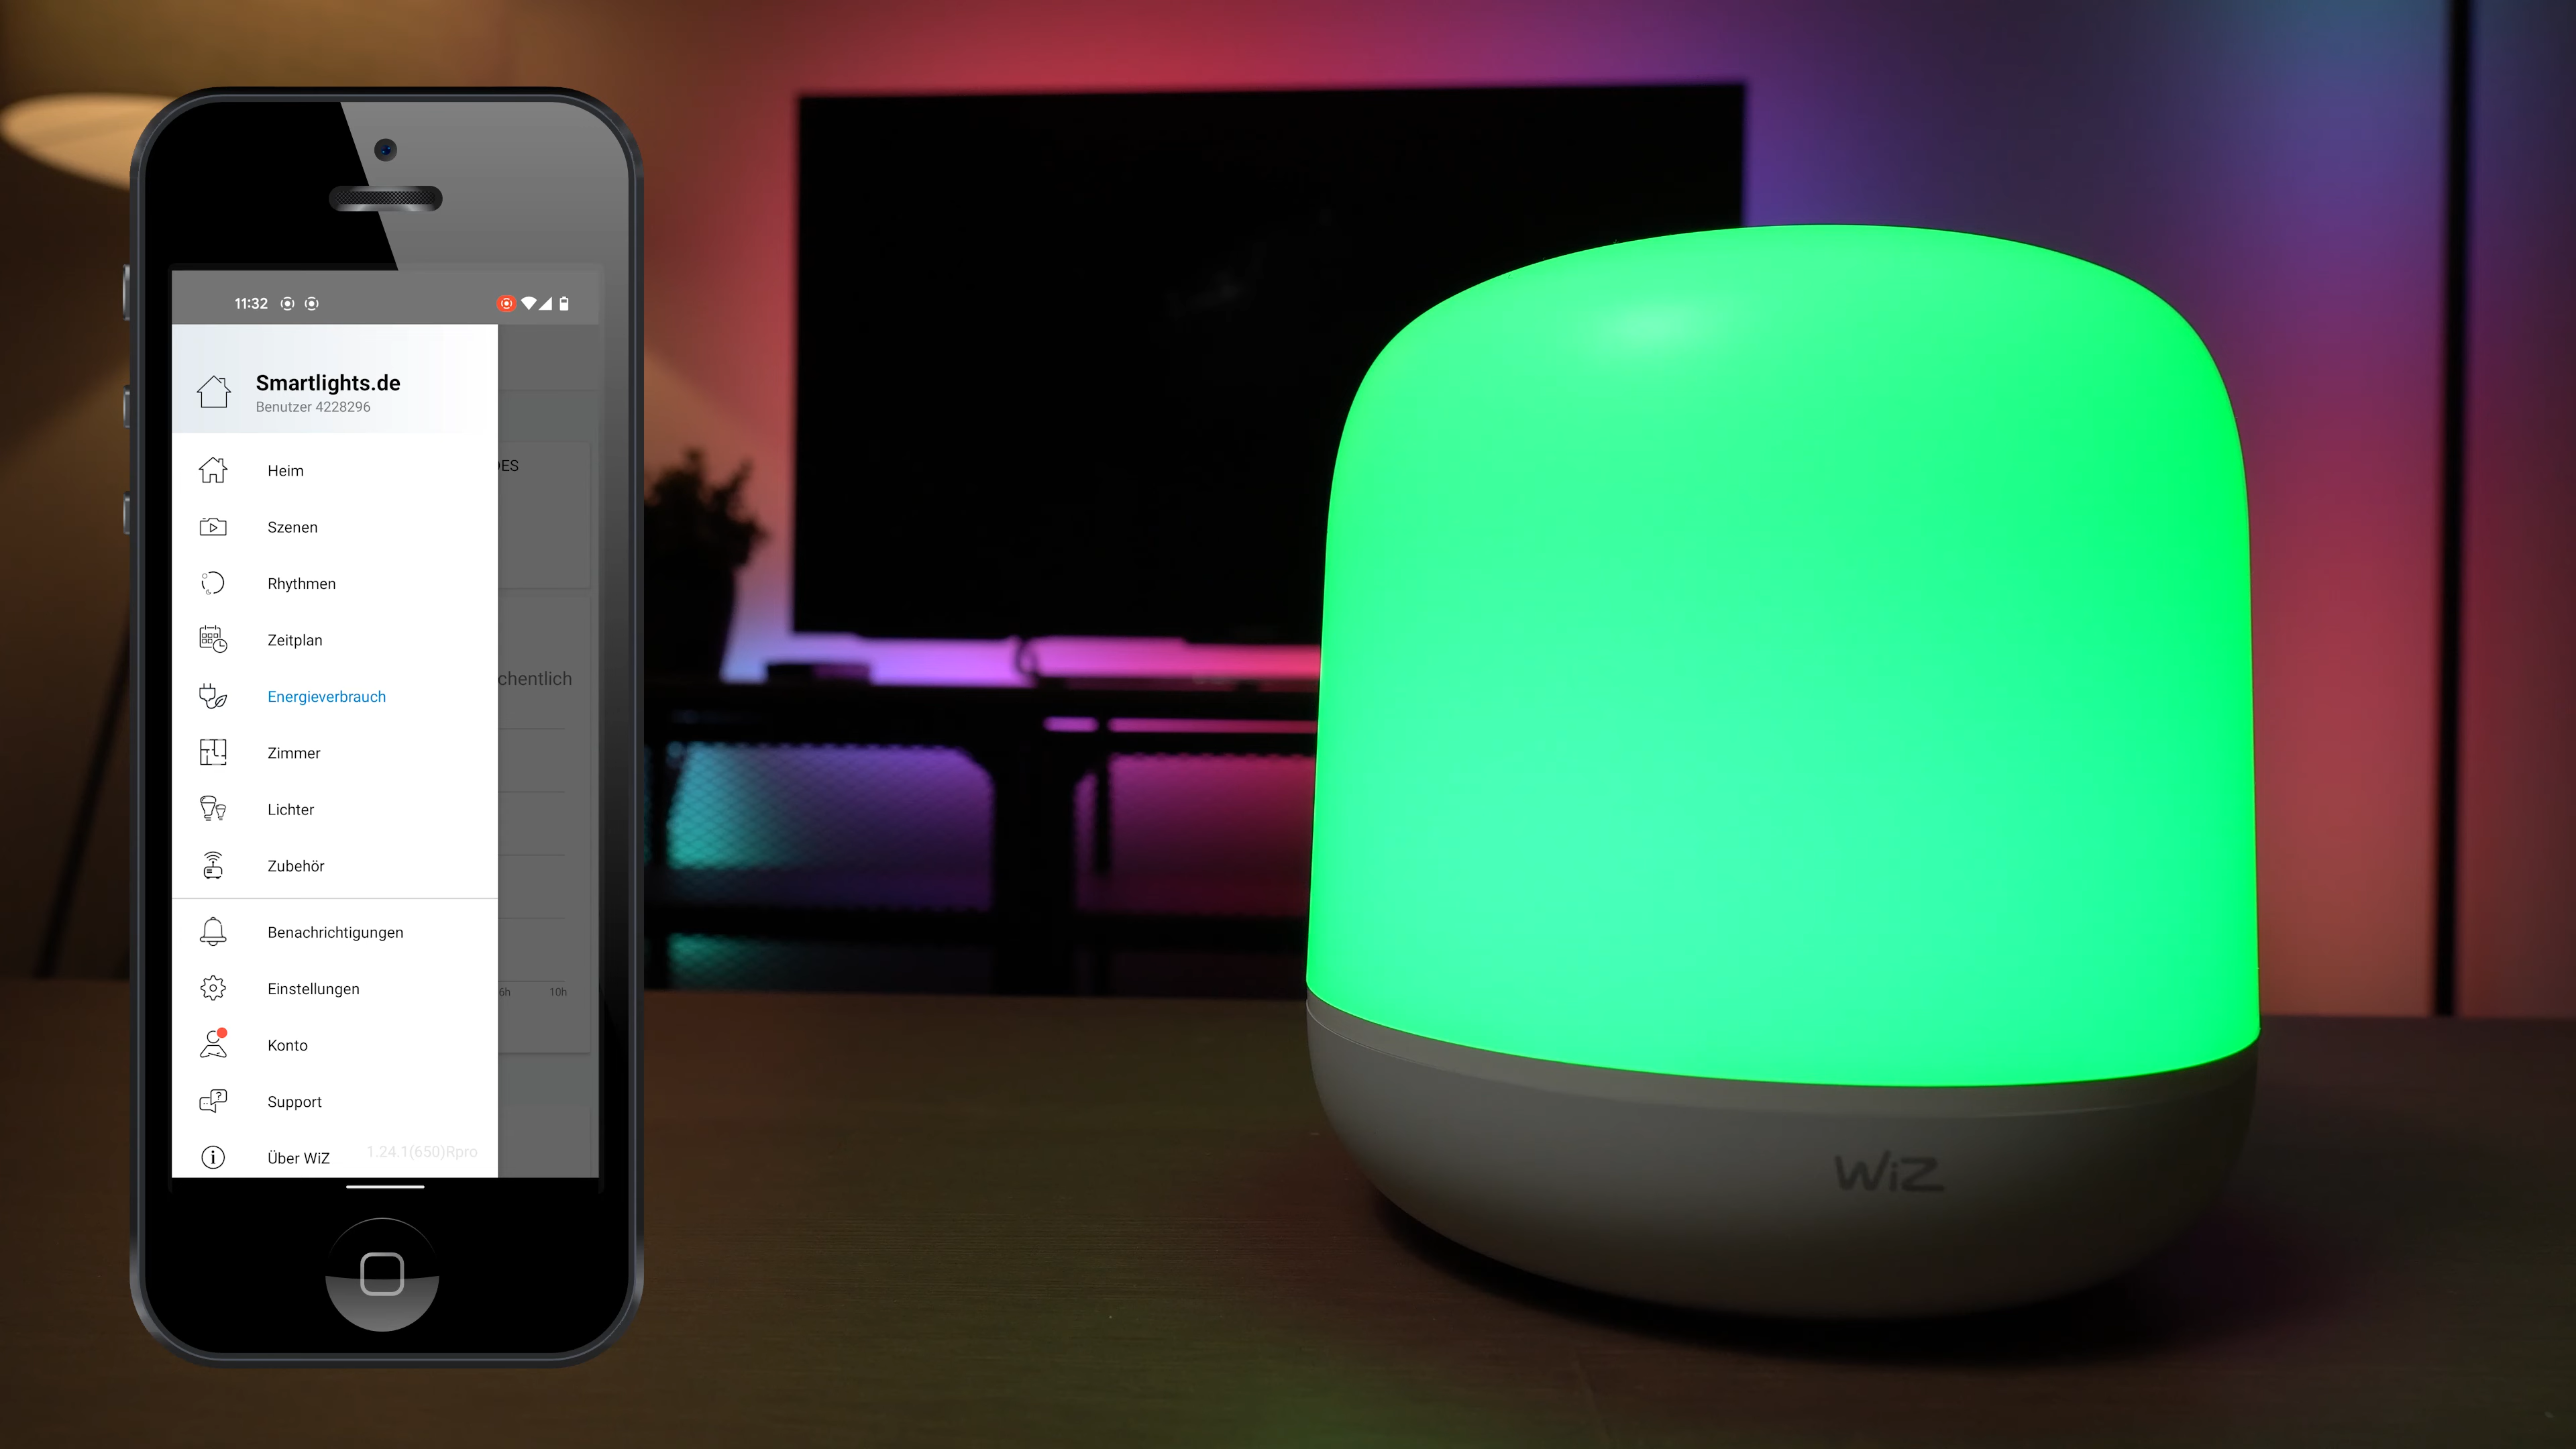 11:32
Smartlights.de
Benutzer 4228296
Heim
Szenen
Rhythmen
Zeitplan
Energieverbrauch
Zimmer
Lichter
Zubehör
Benachrichtigungen
Einstellungen
Konto
Support
Über WiZ
1.24.1(650)Rpro
chentlich
6h 10h
WiZ